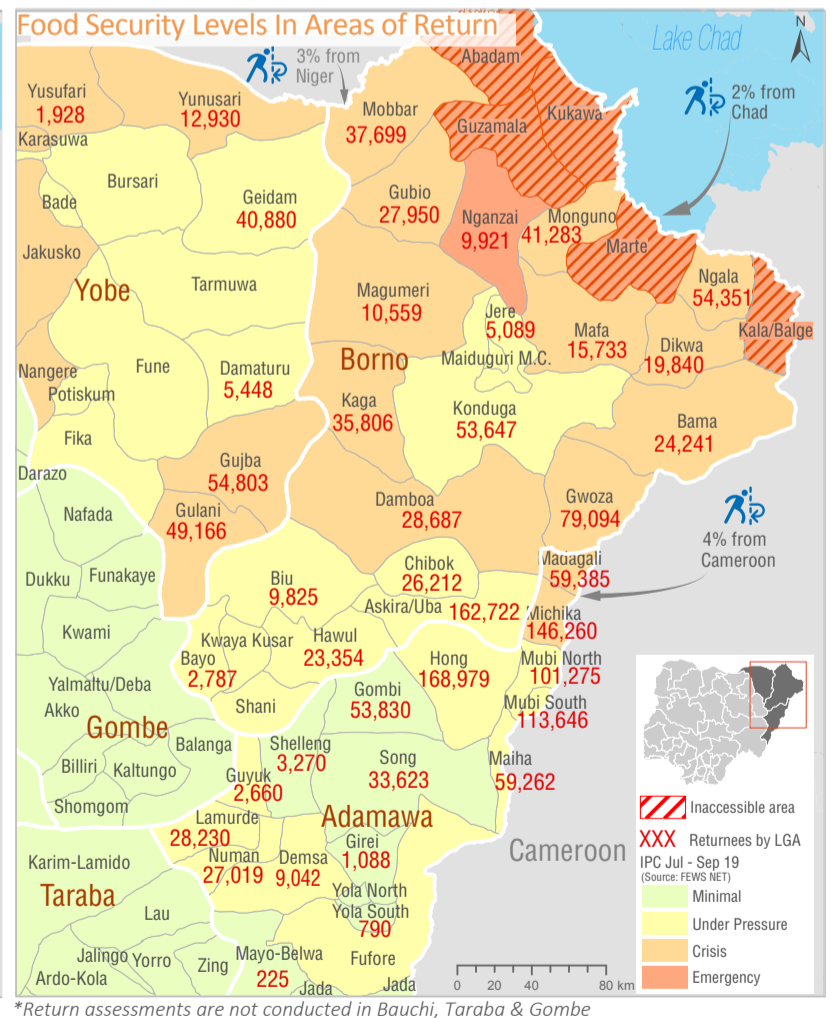 Food Security Levels In Areas of Return
3% from
Niger
Lake Chad
N
2% from
Chad
Abadam
Yusufari
1,928
Yunusari
12,930
Mobbar
37,699
Kukawa
Guzamala
Karasuwa
Bursari
Bade
Geidam
40,880
Gubio
27,950
Nganzai
9,921
Monguno
41,283
Marte
Jakusko
Yobe
Tarmuwa
Magumeri
10,559
Ngala
54,351
Jere
5,089
Mafa
15,733
Kala/Balge
Dikwa
19,840
Borno
Maiduguri M.C.
Nangere
Fune
Damaturu
5,448
Potiskum
Kaga
35,806
Konduga
53,647
Bama
24,241
Fika
Gujba
54,803
Darazo
Gulani
49,166
Damboa
28,687
Gwoza
79,094
Nafada
4% from
Cameroon
Dukku
Funakaye
Biu
9,825
Chibok
26,212
Madagali
59,385
Askira/Uba 162,722
Michika
146,260
Kwami
Kwaya Kusar
Hawul
23,354
Bayo
2,787
Hong
168,979
Mubi North
101,275
Yalmaltu/Deba
Akko
Shani
Gombi
53,830
Mubi South
113,646
Gombe
Balanga
Shelleng
3,270
Song
33,623
Maiha
59,262
Billiri
Kaltungo
Guyuk
2,660
Shomgom
Lamurde
28,230
Adamawa
Girei
1,088
Numan
27,019
Demsa
9,042
Cameroon
Karim-Lamido
Taraba
Yola North
Yola South
790
Lau
Jalingo
Yorro
Zing
Ardo-Kola
Mayo-Belwa
225
Fufore
Jada
Jada
Inaccessible area
XXX Returnees by LGA
IPC Jul - Sep 19
(Source: FEWS NET)
Minimal
Under Pressure
Crisis
Emergency
0 20 40 80 km
*Return assessments are not conducted in Bauchi, Taraba & Gombe